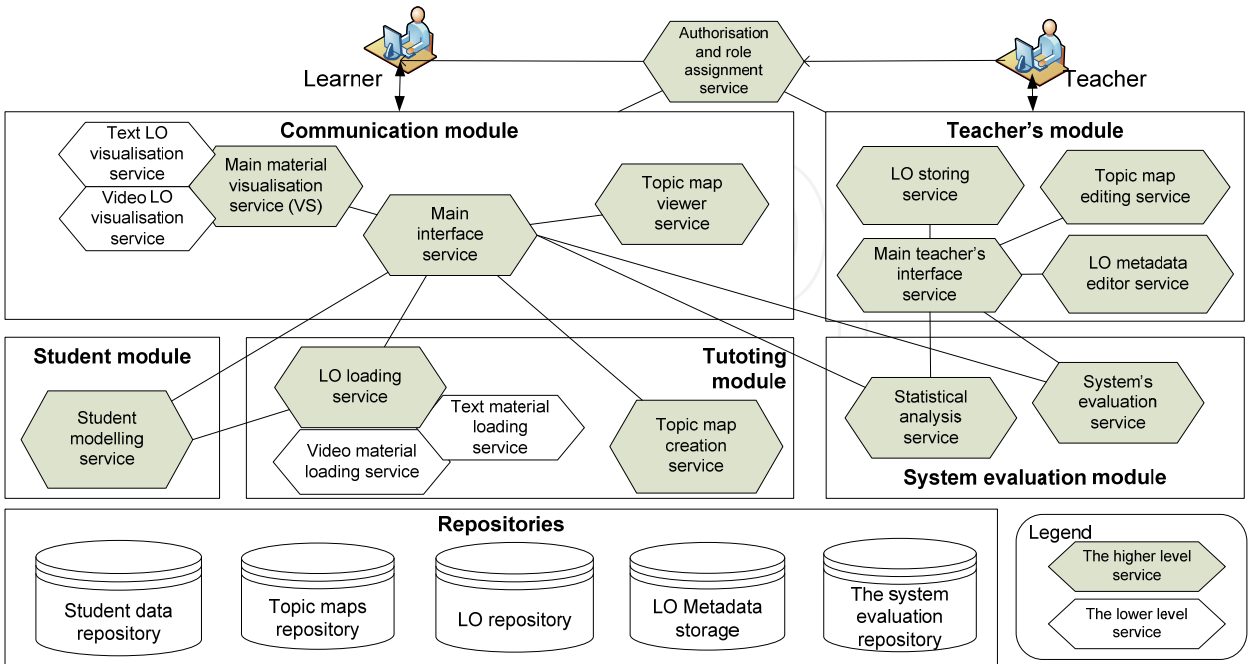 Learner
Authorisation
and role
assignment
service
Teacher
Communication module
Text LO
visualisation
service
Video LO
visualisation
service
Main material
visualisation
service (VS)
Main
interface
service
Topic map
viewer
service
Teacher's module
LO storing
service
Topic map
editing service
Main teacher's
interface
service
LO metadata
editor service
Student module
Student
modelling
service
Tutoting
module
LO loading
service
Text material
loading
service
Video material
loading service
Topic map
creation
service
Statistical
analysis
service
System's
evaluation
service
System evaluation module
Repositories
Student data
repository
Topic maps
repository
LO repository
LO Metadata
storage
The system
evaluation
repository
Legend
The higher level
service
The lower level
service